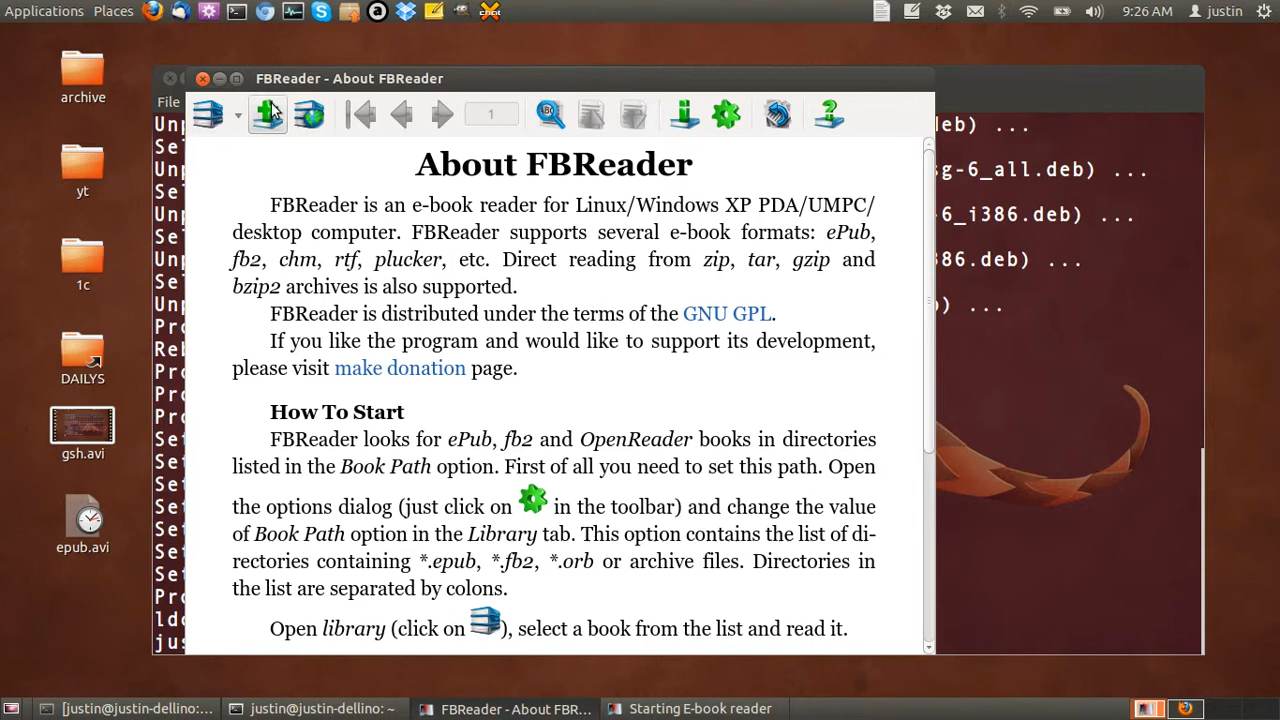 Applications Places System
9:26 AM justin
archive
yt
1c
DAILYS
gsh.avi
epub.avi
FBReader - About FBReader
File
1
deb) ...
sg-6_all.deb) ...
-6_i386.deb) ...
386.deb) ...
) ...
About FBReader
FBReader is an e-book reader for Linux/Windows XP PDA/UMPC/
desktop computer. FBReader supports several e-book formats: ePub,
fb2, chm, rtf, plucker, etc. Direct reading from zip, tar, gzip and
bzip2 archives is also supported.
FBReader is distributed under the terms of the GNU GPL.
If you like the program and would like to support its development,
please visit make donation page.
How To Start
FBReader looks for ePub, fb2 and OpenReader books in directories
listed in the Book Path option. First of all you need to set this path. Open
the options dialog (just click on in the toolbar) and change the value
of Book Path option in the Library tab. This option contains the list of di-
rectories containing *.epub, *.fb2, *.orb or archive files. Directories in
the list are separated by colons.
Open library (click on ), select a book from the list and read it.
[justin@justin-dellino:... justin@justin-dellino: ~ FBReader - About FBR... Starting E-book reader